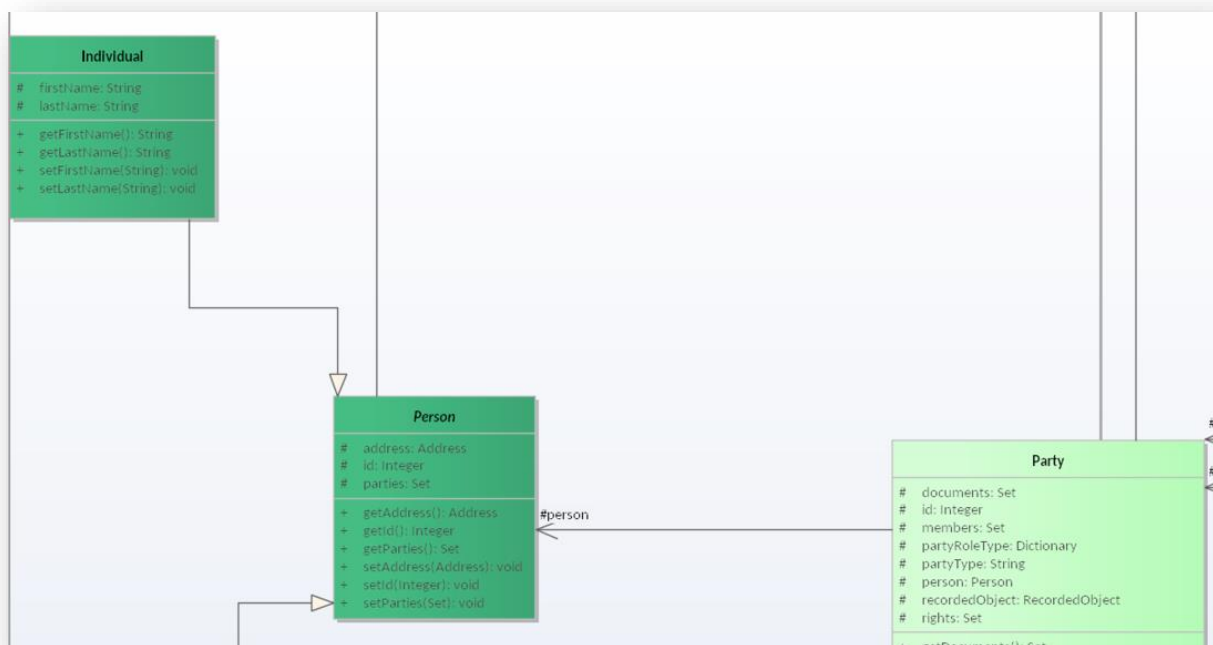 Individual
# firstName: String
# lastName: String
+ getFirstName(): String
+ getLastName(): String
+ setFirstName(String): void
+ setLastName(String): void
Person
# address: Address
# id: Integer
# parties: Set
+ getAddress(): Address
+ getId(): Integer
+ getParties(): Set
+ setAddress(Address): void
+ setId(Integer): void
+ setParties(Set): void
#person
#
#
Party
# documents: Set
# id: Integer
# members: Set
# partyRoleType: Dictionary
# partyType: String
# person: Person
# recordedObject: RecordedObject
# rights: Set